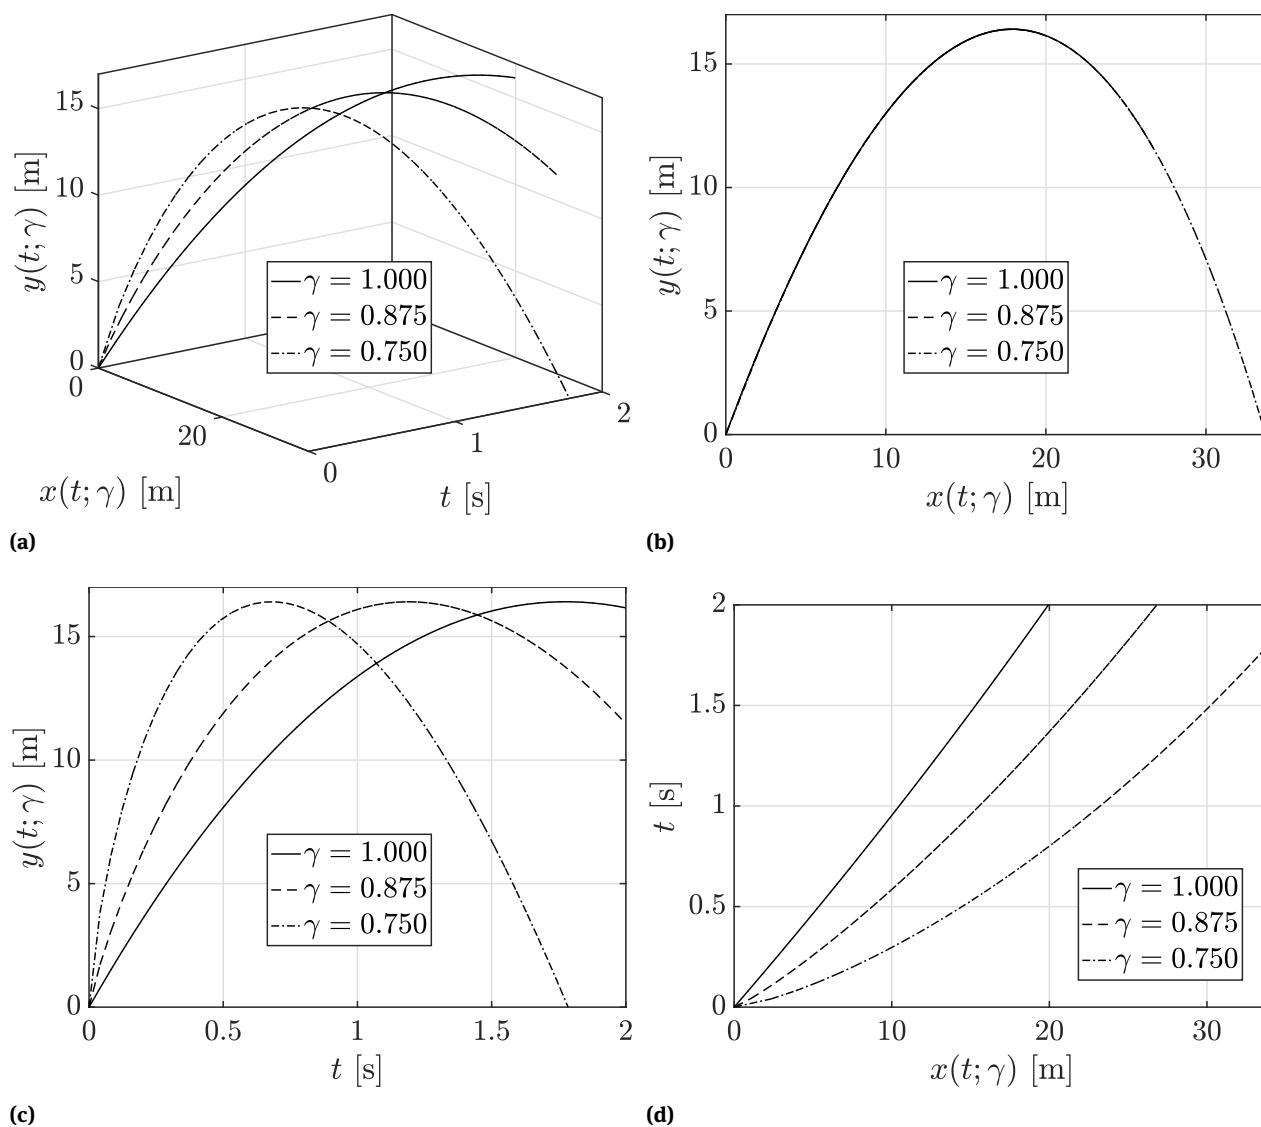 15
10
5
0
y(t; γ) [m]
0
20
x(t; γ) [m]
0
1
2
t [s]
γ = 1.000
γ = 0.875
γ = 0.750
(a)
15
10
5
0
y(t; γ) [m]
γ = 1.000
γ = 0.875
γ = 0.750
0 10 20 30
x(t; γ) [m]
(b)
15
10
5
0
y(t; γ) [m]
γ = 1.000
γ = 0.875
γ = 0.750
0 0.5 1 1.5 2
t [s]
(c)
2
1.5
1
0.5
0
t [s]
γ = 1.000
γ = 0.875
γ = 0.750
0 10 20 30
x(t; γ) [m]
(d)